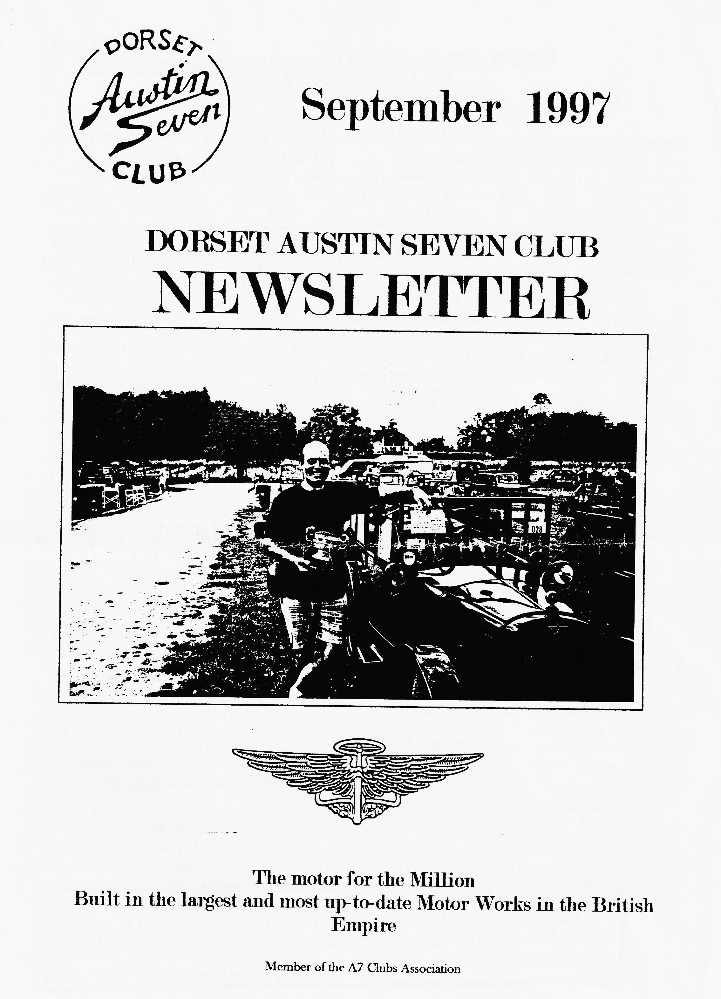 DORSET
Austin
Seven
CLUB
September 1997
DORSET AUSTIN SEVEN CLUB
NEWSLETTER
028
The motor for the Million
Built in the largest and most up-to-date Motor Works in the British
Empire
Member of the A7 Clubs Association